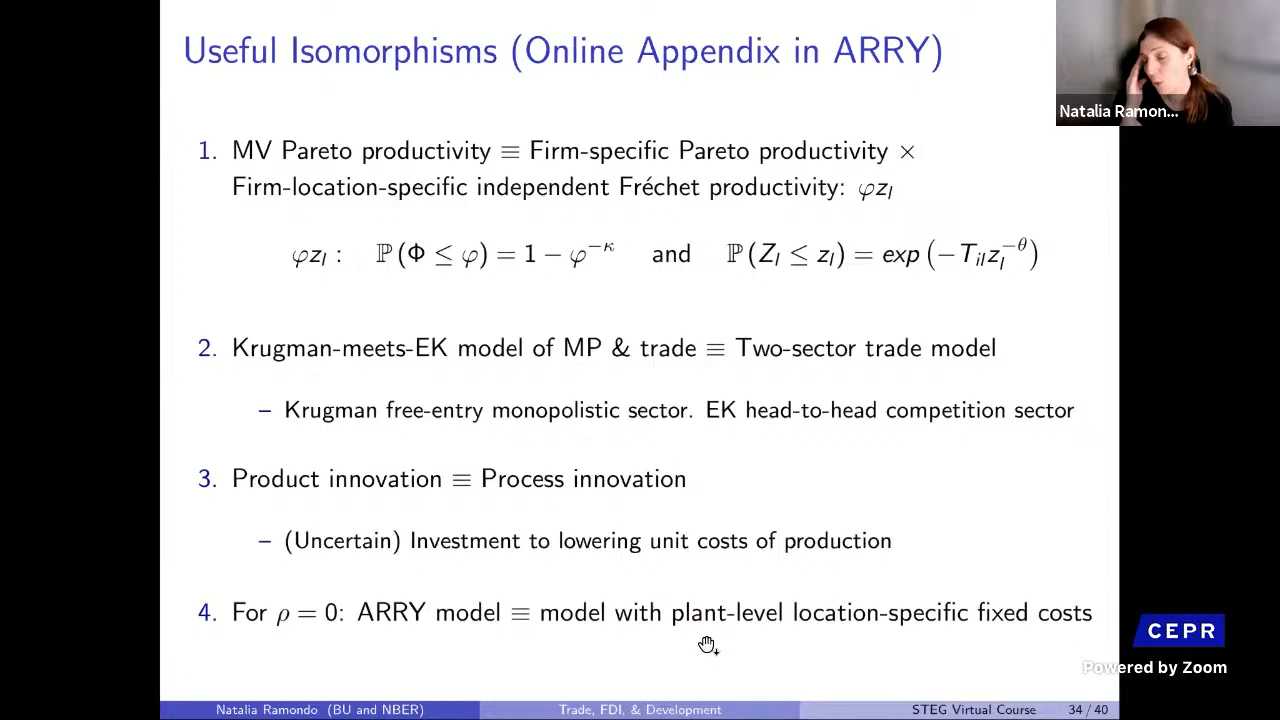 Useful Isomorphisms (Online Appendix in ARRY)
Natalia Ramon...
1. MV Pareto productivity ≡ Firm-specific Pareto productivity ×
Firm-location-specific independent Fréchet productivity: φz_l
φz_l : ℙ(Φ ≤ φ) = 1 − φ^{−κ} and ℙ(Z_l ≤ z_l) = exp(−T_{il}z_l^{−θ})
2. Krugman-meets-EK model of MP & trade ≡ Two-sector trade model
– Krugman free-entry monopolistic sector. EK head-to-head competition sector
3. Product innovation ≡ Process innovation
– (Uncertain) Investment to lowering unit costs of production
4. For ρ = 0: ARRY model ≡ model with plant-level location-specific fixed costs
CEPR
Powered by Zoom
Natalia Ramondo (BU and NBER) Trade, FDI, & Development STEG Virtual Course 34 / 40